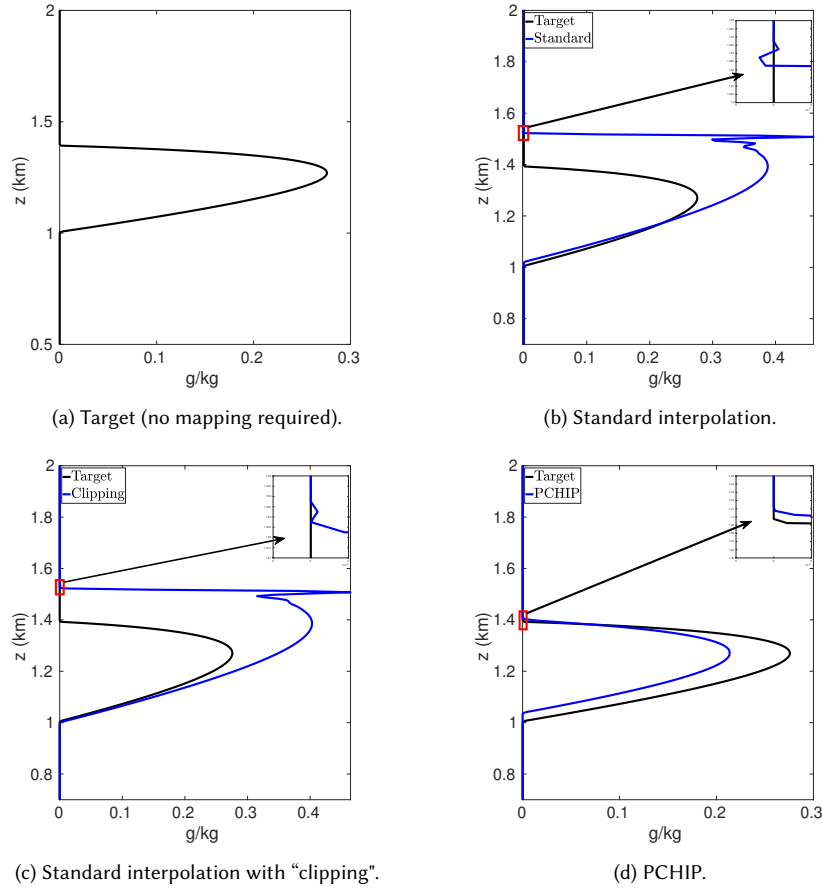 2
1.5
1
0.5
z (km)
0 0.1 0.2 0.3
g/kg
(a) Target (no mapping required).
Target
Standard
2
1.8
1.6
1.4
1.2
1
0.8
z (km)
0 0.1 0.2 0.3 0.4
g/kg
(b) Standard interpolation.
Target
Clipping
2
1.8
1.6
1.4
1.2
1
0.8
z (km)
0 0.1 0.2 0.3 0.4
g/kg
(c) Standard interpolation with “clipping".
Target
PCHIP
2
1.8
1.6
1.4
1.2
1
0.8
z (km)
0 0.1 0.2 0.3
g/kg
(d) PCHIP.